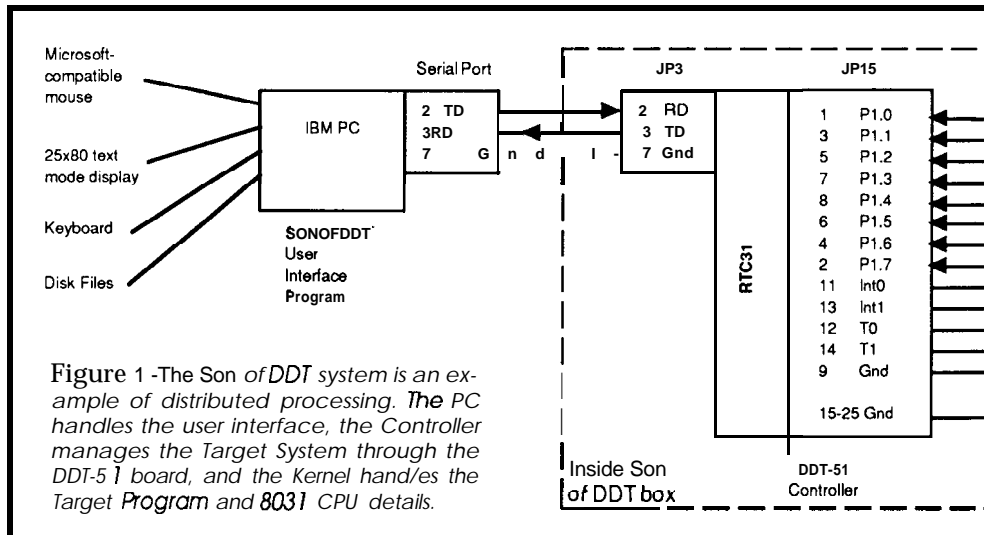 Microsoft-
compatible
mouse
25x80 text
mode display
Keyboard
Disk Files
IBM PC
SONOFDDT
User
Interface
Program
Serial Port
2 TD
3RD
7 G n d I -
JP3
2 RD
3 TD
7 Gnd
RTC31
JP15
1 P1.0
3 P1.1
5 P1.2
7 P1.3
8 P1.4
6 P1.5
4 P1.6
2 P1.7
11 Int0
13 Int1
12 T0
14 T1
9 Gnd
15-25 Gnd
DDT-51
Controller
Inside Son
of DDT box
Figure 1 -The Son of DDT system is an ex-
ample of distributed processing. The PC
handles the user interface, the Controller
manages the Target System through the
DDT-5 1 board, and the Kernel hand/es the
Target Program and 8031 CPU details.